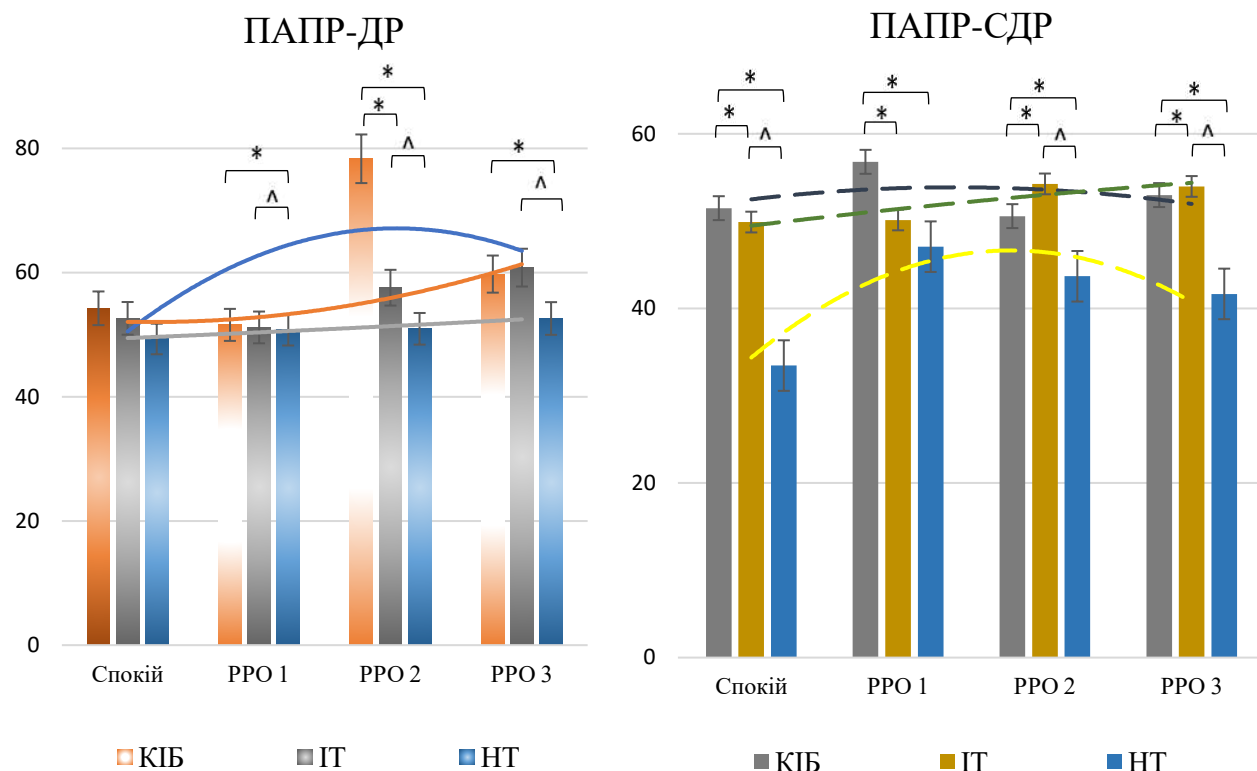 ПАПР-ДР
* *
* ^
* ^
* ^
80
60
40
20
0
Спокій РРО 1 РРО 2 РРО 3
КІБ ІТ НТ
ПАПР-СДР
* * * *
* ^ * * ^ * ^
60
40
20
0
Спокій РРО 1 РРО 2 РРО 3
КІБ ІТ НТ